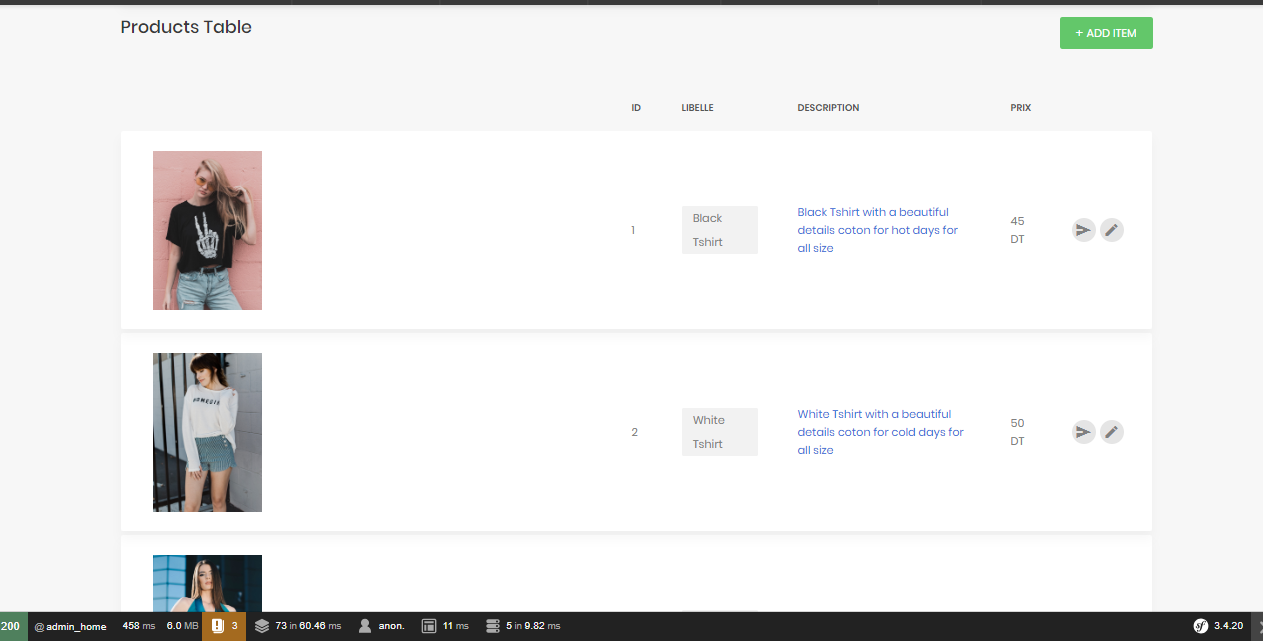 Products Table
+ ADD ITEM
ID LIBELLE DESCRIPTION PRIX
1
Black
Tshirt
Black Tshirt with a beautiful
details coton for hot days for
all size
45
DT
2
White
Tshirt
White Tshirt with a beautiful
details coton for cold days for
all size
50
DT
200 @ admin_home 458 ms 6.0 MB 3 73 in 60.46 ms anon. 11 ms 5 in 9.82 ms sf 3.4.20